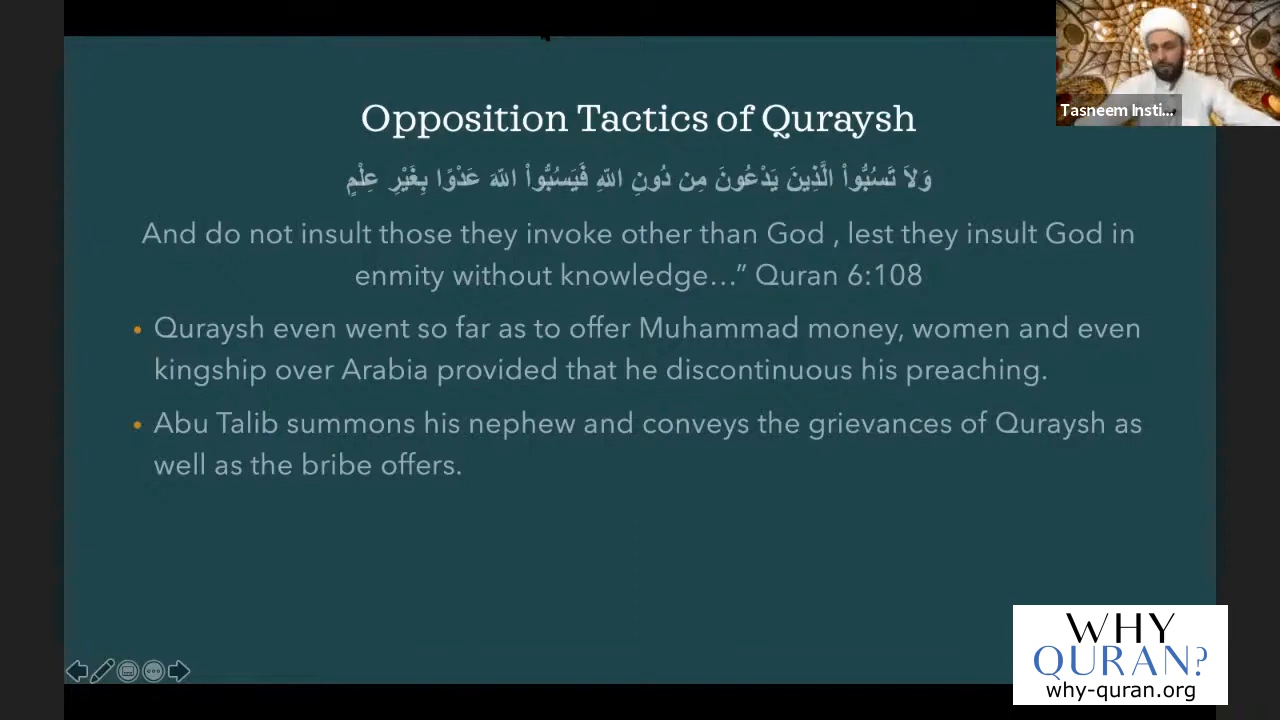 Tasneem Insti...
Opposition Tactics of Quraysh
وَلاَ تَسُبُّواْ الَّذِينَ يَدْعُونَ مِن دُونِ اللّهِ فَيَسُبُّواْ اللّهَ عَدْوًا بِغَيْرِ عِلْمٍ
And do not insult those they invoke other than God , lest they insult God in
enmity without knowledge...” Quran 6:108
• Quraysh even went so far as to offer Muhammad money, women and even
kingship over Arabia provided that he discontinuous his preaching.
• Abu Talib summons his nephew and conveys the grievances of Quraysh as
well as the bribe offers.
WHY
QURAN?
why-quran.org